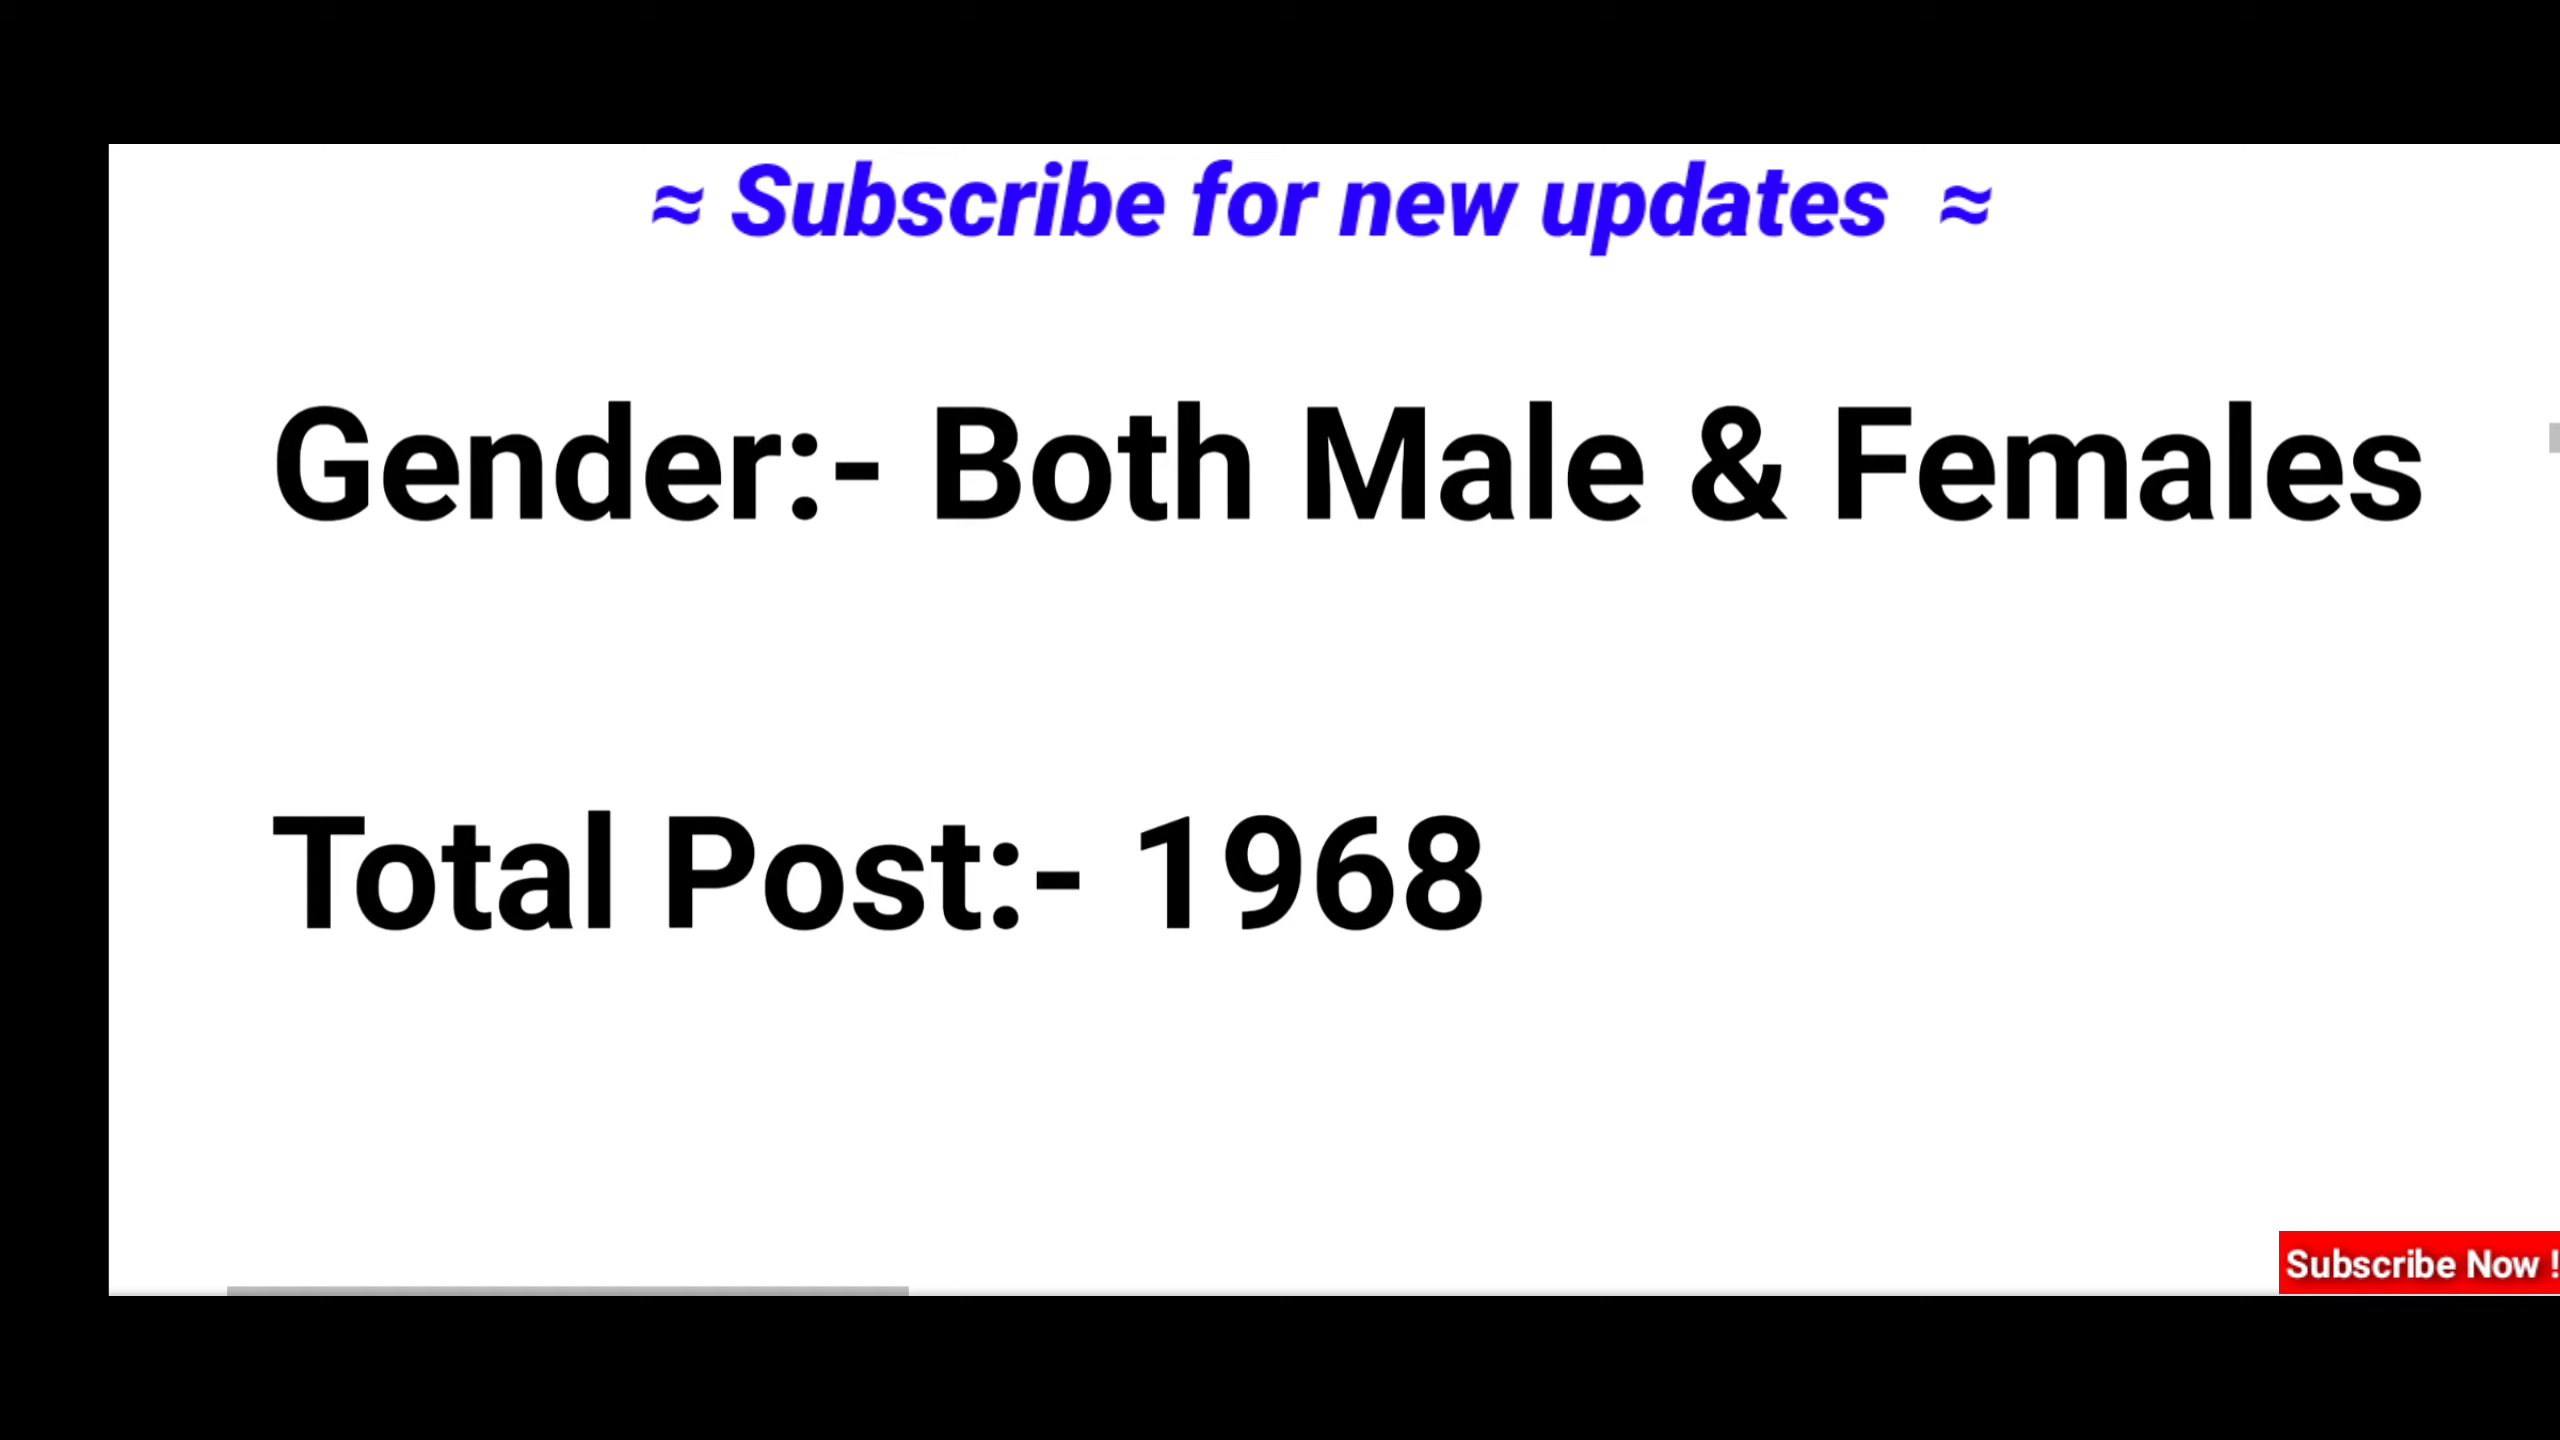 ≈ Subscribe for new updates ≈
Gender:- Both Male & Females
Total Post:- 1968
Subscribe Now !